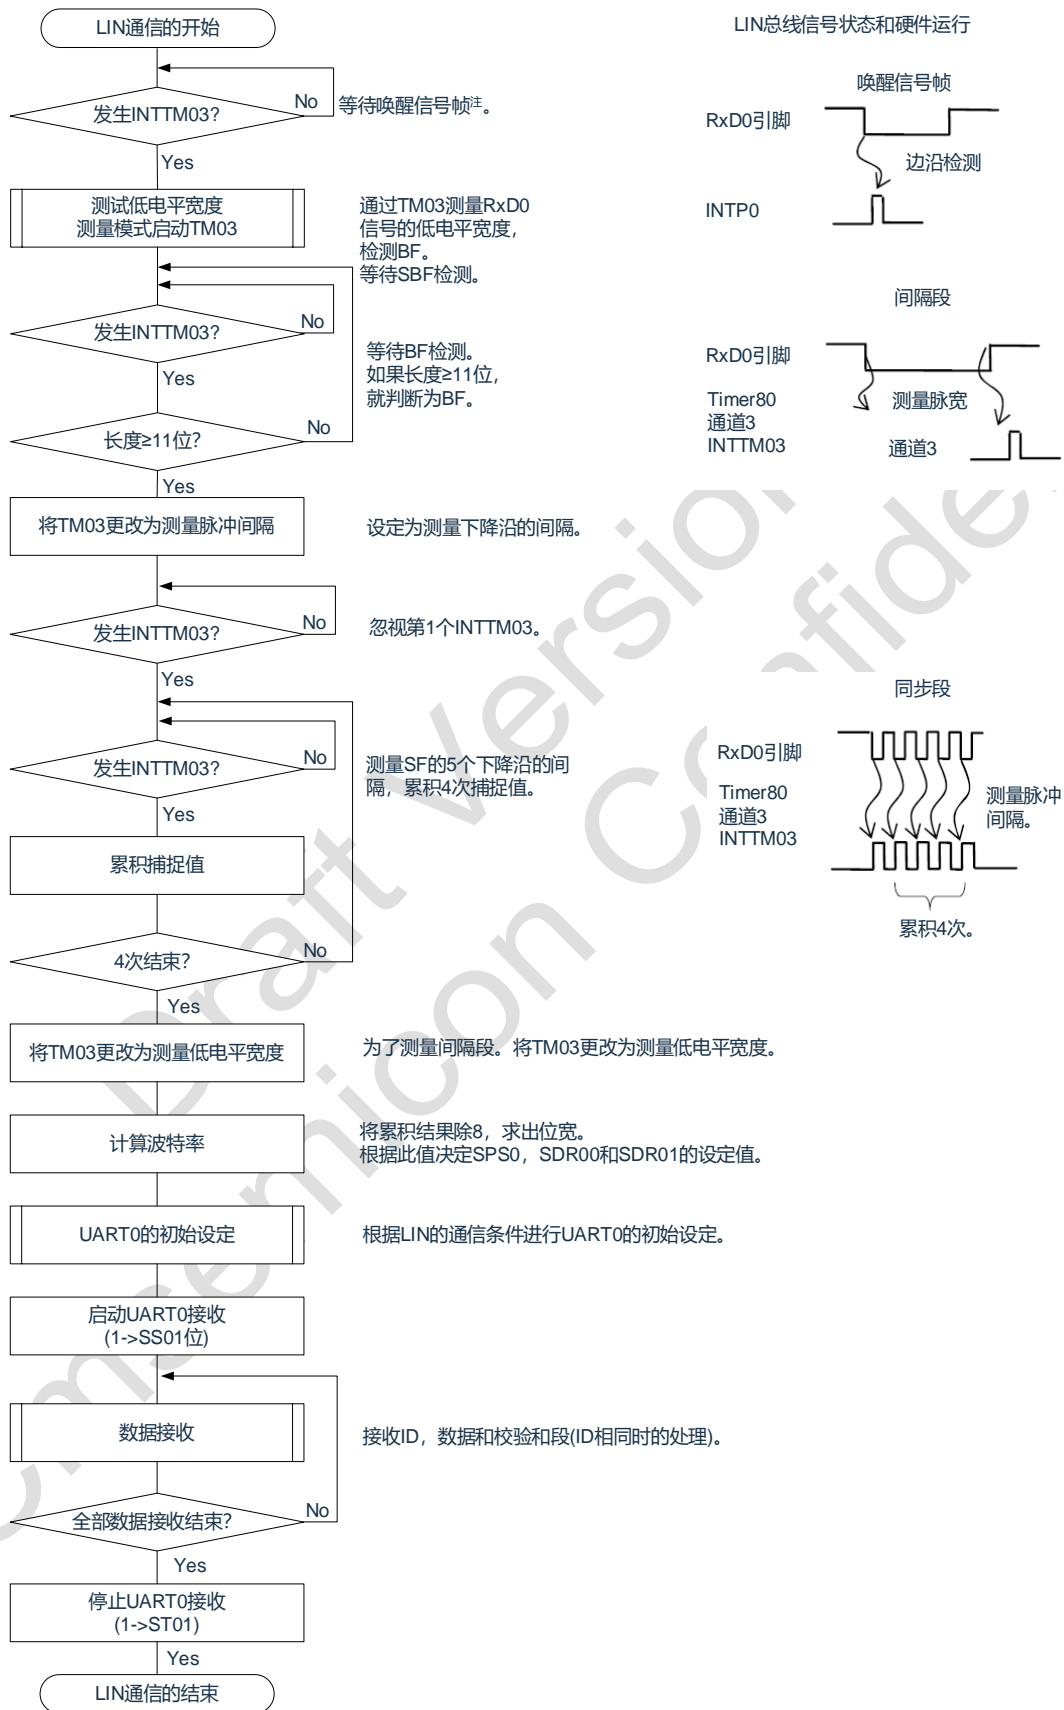 LIN通信的开始
LIN总线信号状态和硬件运行
发生INTTM03?
No
等待唤醒信号帧注。
Yes
唤醒信号帧
RxD0引脚
边沿检测
INTP0
测试低电平宽度
测量模式启动TM03
通过TM03测量RxD0
信号的低电平宽度，
检测BF。
等待SBF检测。
发生INTTM03?
No
Yes
等待BF检测。
如果长度≥11位，
就判断为BF。
间隔段
RxD0引脚
Timer80
通道3
INTTM03
测量脉宽
通道3
长度≥11位?
No
Yes
将TM03更改为测量脉冲间隔
设定为测量下降沿的间隔。
发生INTTM03?
No
忽视第1个INTTM03。
Yes
同步段
RxD0引脚
Timer80
通道3
INTTM03
测量脉冲
间隔。
累积4次。
发生INTTM03?
No
测量SF的5个下降沿的间
隔，累积4次捕捉值。
Yes
累积捕捉值
4次结束?
No
Yes
将TM03更改为测量低电平宽度
为了测量间隔段。将TM03更改为测量低电平宽度。
计算波特率
将累积结果除8，求出位宽。
根据此值决定SPS0，SDR00和SDR01的设定值。
UART0的初始设定
根据LIN的通信条件进行UART0的初始设定。
启动UART0接收
(1->SS01位)
数据接收
接收ID，数据和校验和段(ID相同时的处理)。
全部数据接收结束?
No
Yes
停止UART0接收
(1->ST01)
Yes
LIN通信的结束
Draft Version